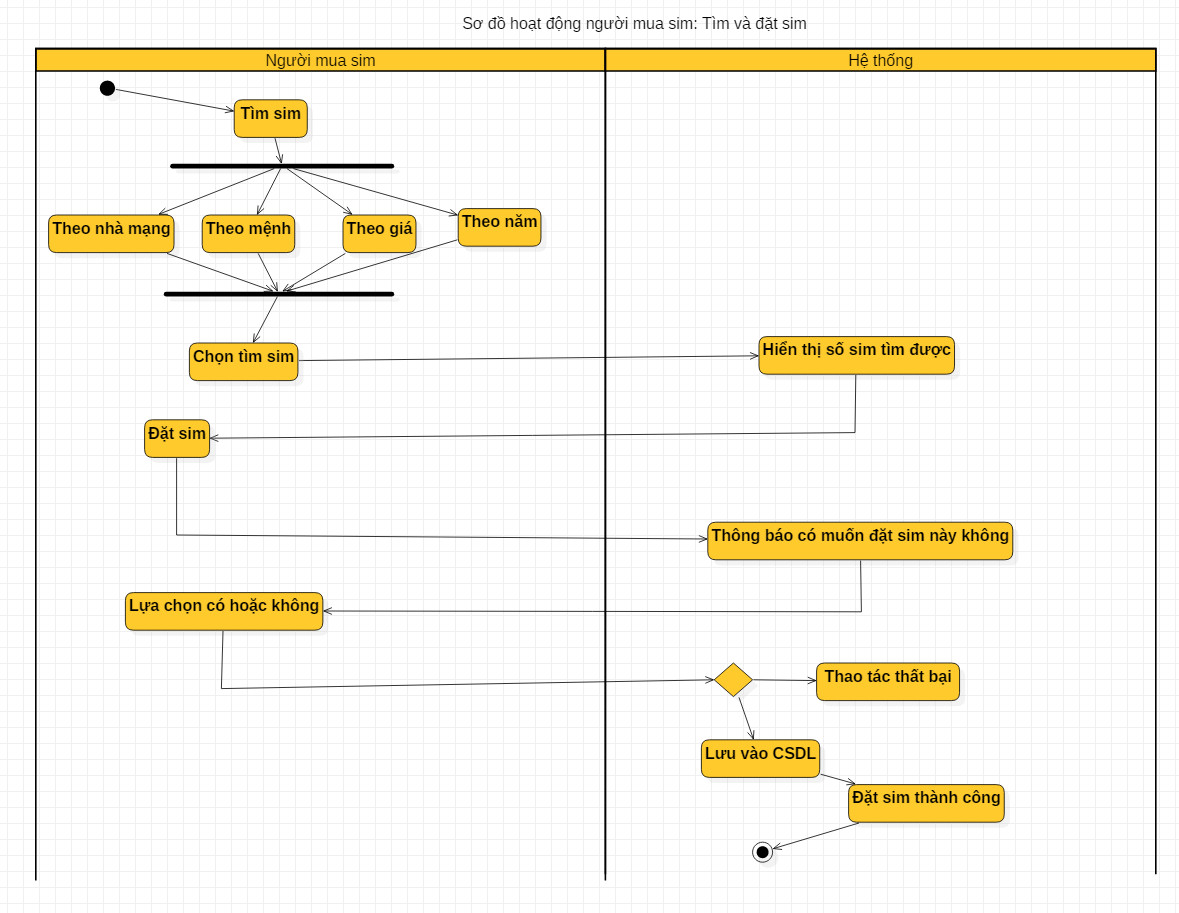 Sơ đồ hoạt động người mua sim: Tìm và đặt sim
Người mua sim
Hệ thống
Tìm sim
Theo nhà mạng
Theo mệnh
Theo giá
Theo năm
Chọn tìm sim
Hiển thị số sim tìm được
Đặt sim
Thông báo có muốn đặt sim này không
Lựa chọn có hoặc không
Thao tác thất bại
Lưu vào CSDL
Đặt sim thành công